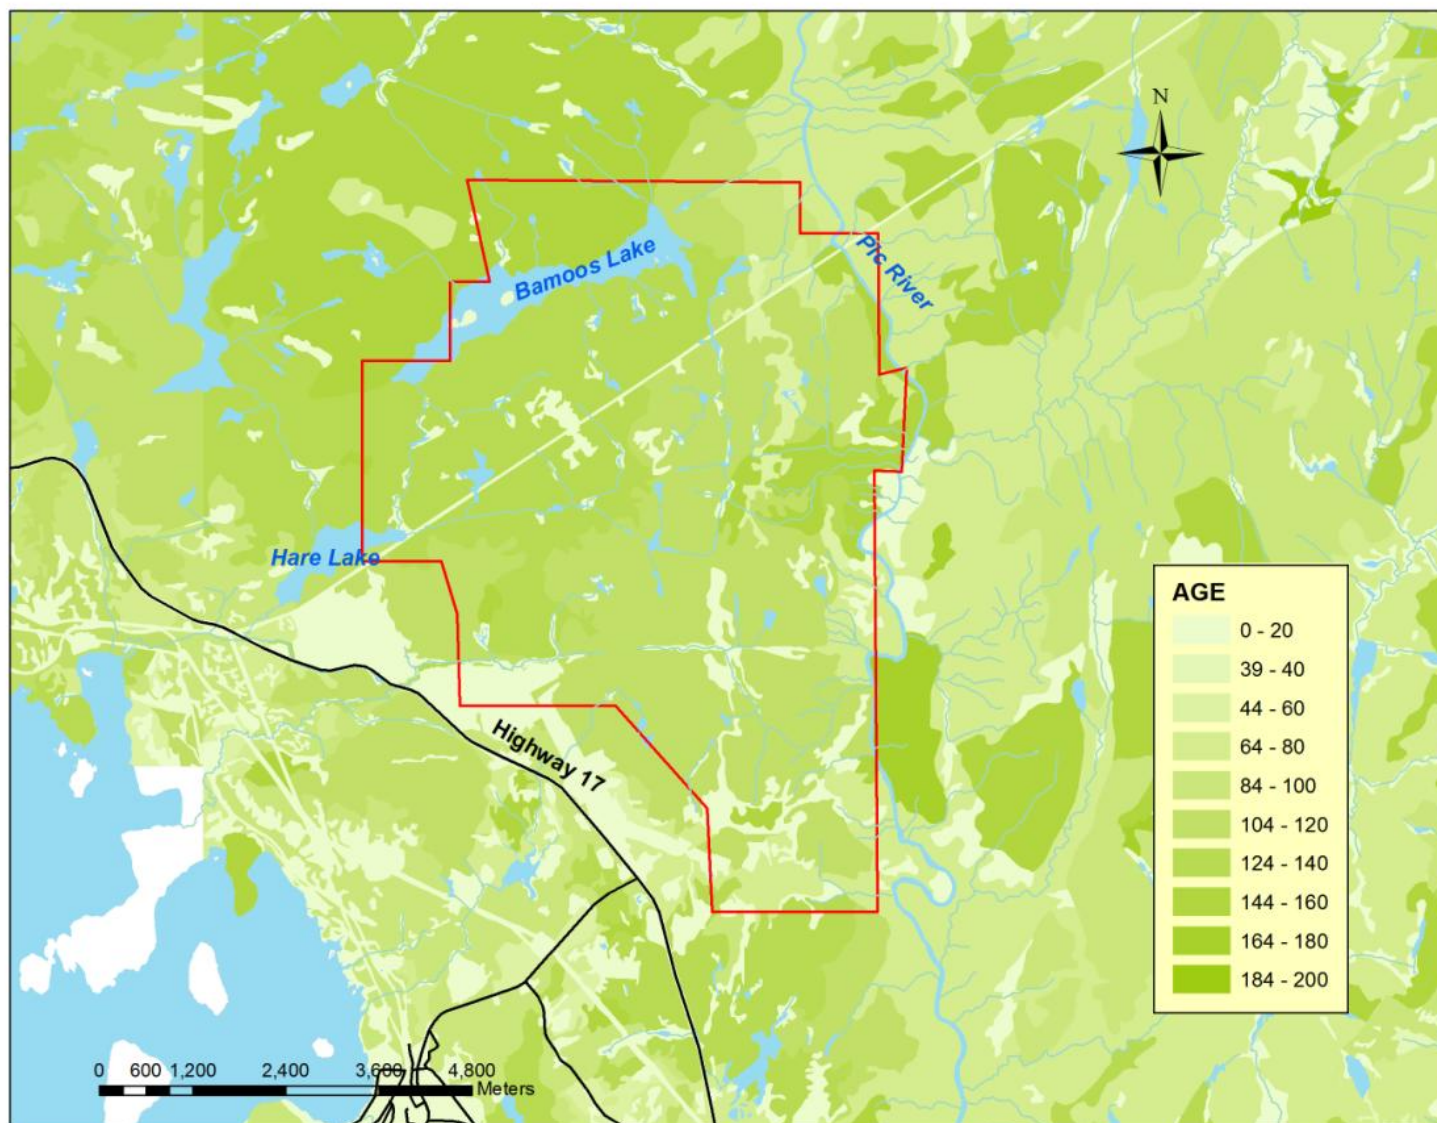 N
Bamoos Lake
Pic River
Hare Lake
Highway 17
AGE
0 - 20
39 - 40
44 - 60
64 - 80
84 - 100
104 - 120
124 - 140
144 - 160
164 - 180
184 - 200
0 600 1,200 2,400 3,600 4,800
Meters